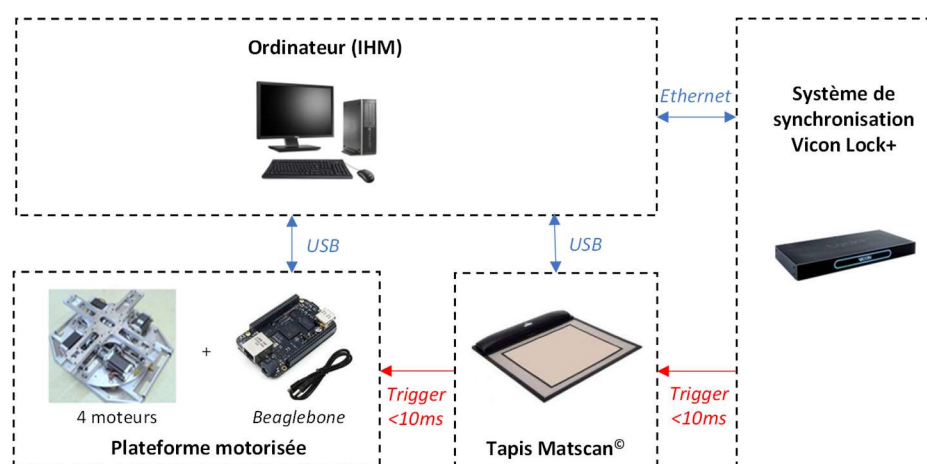 Ordinateur (IHM)
Ethernet
Système de
synchronisation
Vicon Lock+
VICON
USB
USB
+
4 moteurs
Beaglebone
Plateforme motorisée
Trigger
<10ms
Tapis Matscan©
Trigger
<10ms